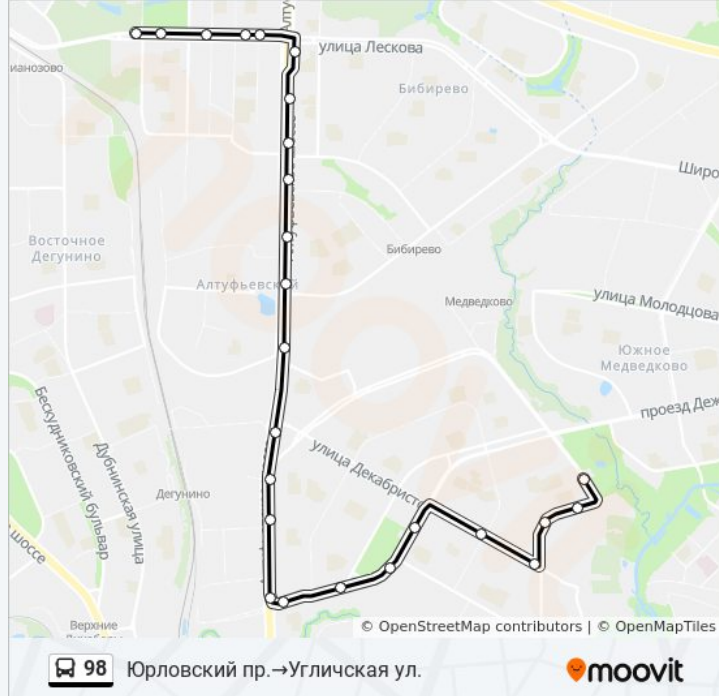 улица Лескова
ианозово
Бибирево
Широ
Восточное
Дегунино
Бибирево
Алтуфьевский
Медведково
улица Молодцова
Южное
Медведково
проезд Деж
Бескудниковский бульвар
Дубнинская улица
улица Декабристо
Дегунино
шоссе
Верхние
© OpenStreetMap contributors | © OpenMapTiles
98 Юрловский пр.→Угличская ул.
moovit